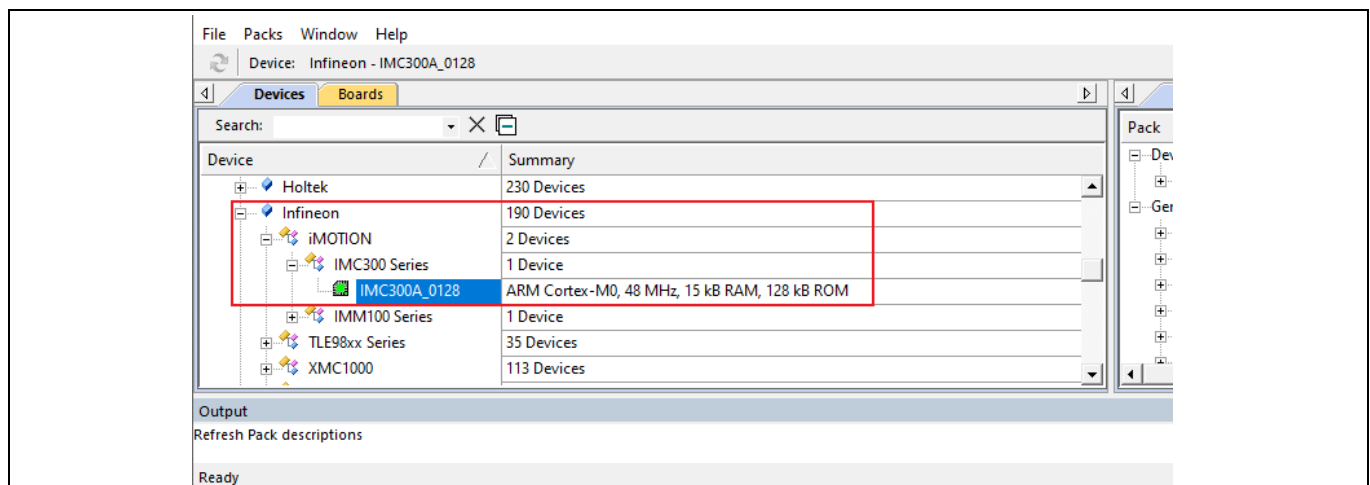 File Packs Window Help
Device: Infineon - IMC300A_0128
Devices Boards
Search:
Pack
Device Summary
Holtek 230 Devices
Infineon 190 Devices
iMOTION 2 Devices
IMC300 Series 1 Device
IMC300A_0128 ARM Cortex-M0, 48 MHz, 15 kB RAM, 128 kB ROM
IMM100 Series 1 Device
TLE98xx Series 35 Devices
XMC1000 113 Devices
Output
Refresh Pack descriptions
Ready